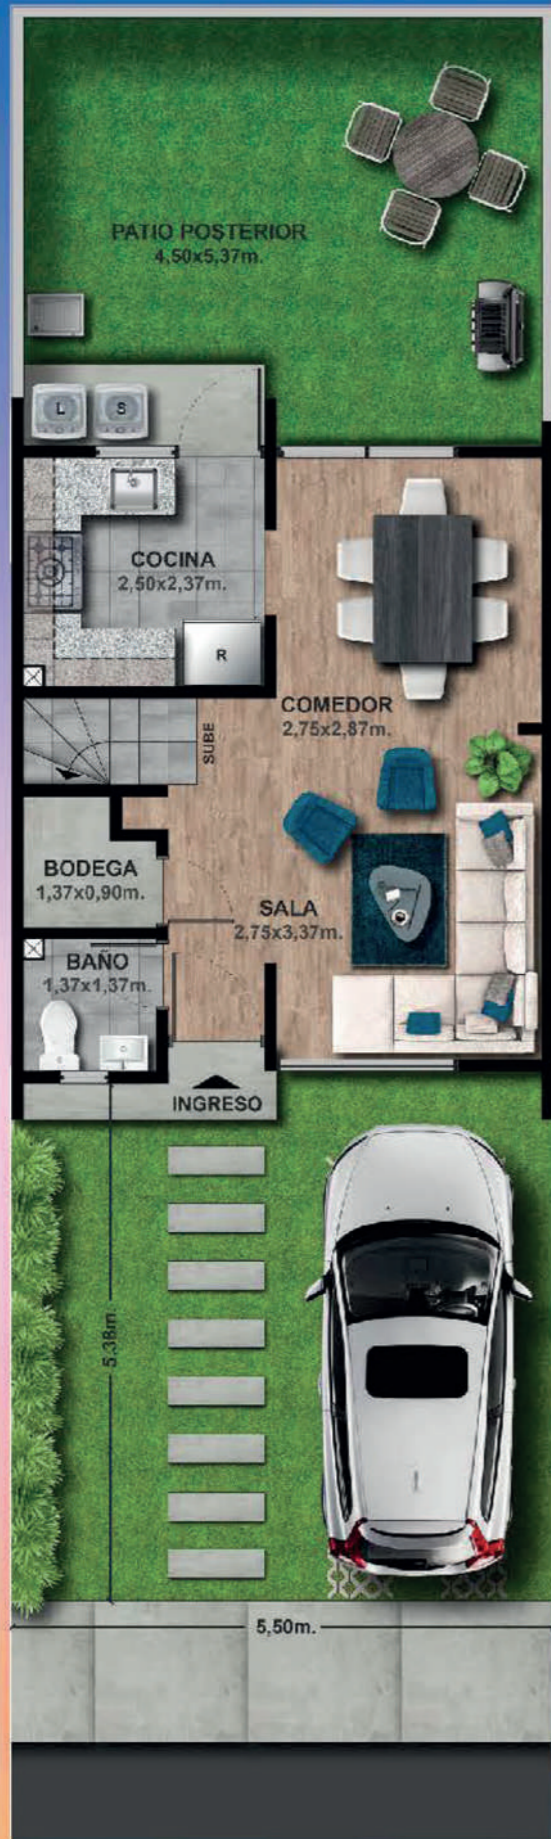 PATIO POSTERIOR
4,50x5,37m.
L
S
COCINA
2,50x2,37m.
R
COMEDOR
2,75x2,87m.
SUBE
BODEGA
1,37x0,90m.
SALA
2,75x3,37m.
BAÑO
1,37x1,37m.
INGRESO
5.38m.
5,50m.